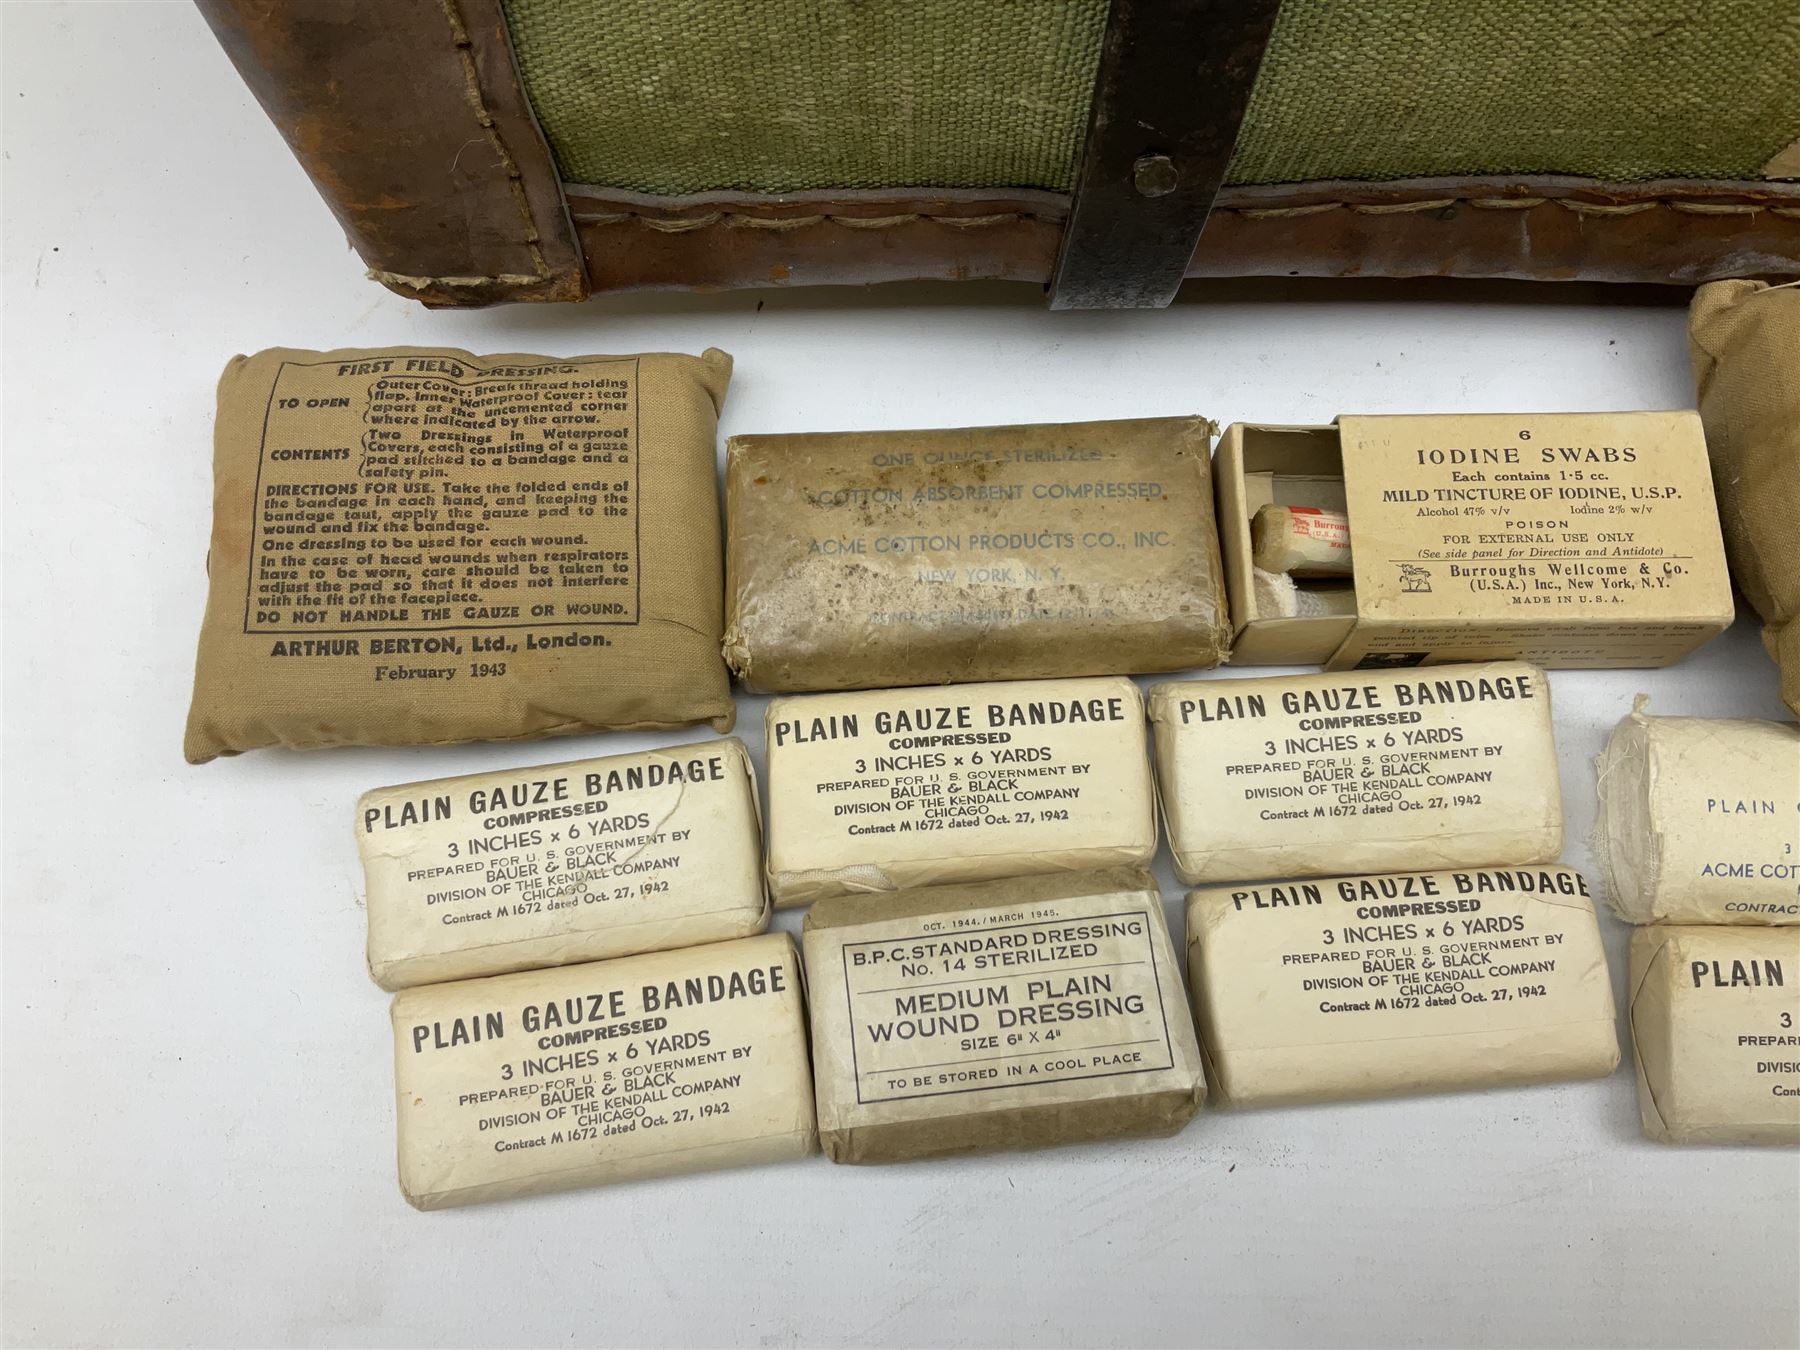 FIRST FIELD DRESSING.
TO OPEN
Outer Cover: Break thread holding
flap. Inner Waterproof Cover: tear
apart at the uncemented corner
where indicated by the arrow.
CONTENTS
Two Dressings in Waterproof
Covers, each consisting of a gauze
pad stitched to a bandage and a
safety pin.
DIRECTIONS FOR USE. Take the folded ends of
the bandage in each hand, and keeping the
bandage taut, apply the gauze pad to the
wound and fix the bandage.
One dressing to be used for each wound.
In the case of head wounds when respirators
have to be worn, care should be taken to
adjust the pad so that it does not interfere
with the fit of the facepiece.
DO NOT HANDLE THE GAUZE OR WOUND.
ARTHUR BERTON, Ltd., London.
February 1943
ONE OUNCE STERILIZED
COTTON ABSORBENT COMPRESSED
ACME COTTON PRODUCTS CO., INC.
NEW YORK, N. Y.
6
IODINE SWABS
Each contains 1·5 cc.
MILD TINCTURE OF IODINE, U.S.P.
Alcohol 47% v/v Iodine 2% w/v
POISON
FOR EXTERNAL USE ONLY
(See side panel for Direction and Antidote)
Burroughs Wellcome & Co.
(U.S.A.) Inc., New York, N.Y.
MADE IN U.S.A.
ANTIDOTE
PLAIN GAUZE BANDAGE
COMPRESSED
3 INCHES x 6 YARDS
PREPARED FOR U. S. GOVERNMENT BY
BAUER & BLACK
DIVISION OF THE KENDALL COMPANY
CHICAGO
Contract M 1672 dated Oct. 27, 1942
PLAIN GAUZE BANDAGE
COMPRESSED
3 INCHES x 6 YARDS
PREPARED FOR U. S. GOVERNMENT BY
BAUER & BLACK
DIVISION OF THE KENDALL COMPANY
CHICAGO
Contract M 1672 dated Oct. 27, 1942
PLAIN GAUZE BANDAGE
COMPRESSED
3 INCHES x 6 YARDS
PREPARED FOR U. S. GOVERNMENT BY
BAUER & BLACK
DIVISION OF THE KENDALL COMPANY
CHICAGO
Contract M 1672 dated Oct. 27, 1942
PLAIN
3
ACME
CONTRACT
PLAIN GAUZE BANDAGE
COMPRESSED
3 INCHES x 6 YARDS
PREPARED FOR U. S. GOVERNMENT BY
BAUER & BLACK
DIVISION OF THE KENDALL COMPANY
CHICAGO
Contract M 1672 dated Oct. 27, 1942
OCT. 1944./MARCH 1945.
B.P.C. STANDARD DRESSING
No. 14 STERILIZED
MEDIUM PLAIN
WOUND DRESSING
SIZE 6" X 4"
TO BE STORED IN A COOL PLACE
PLAIN GAUZE BANDAGE
COMPRESSED
3 INCHES x 6 YARDS
PREPARED FOR U. S. GOVERNMENT BY
BAUER & BLACK
DIVISION OF THE KENDALL COMPANY
CHICAGO
Contract M 1672 dated Oct. 27, 1942
PLAIN
3